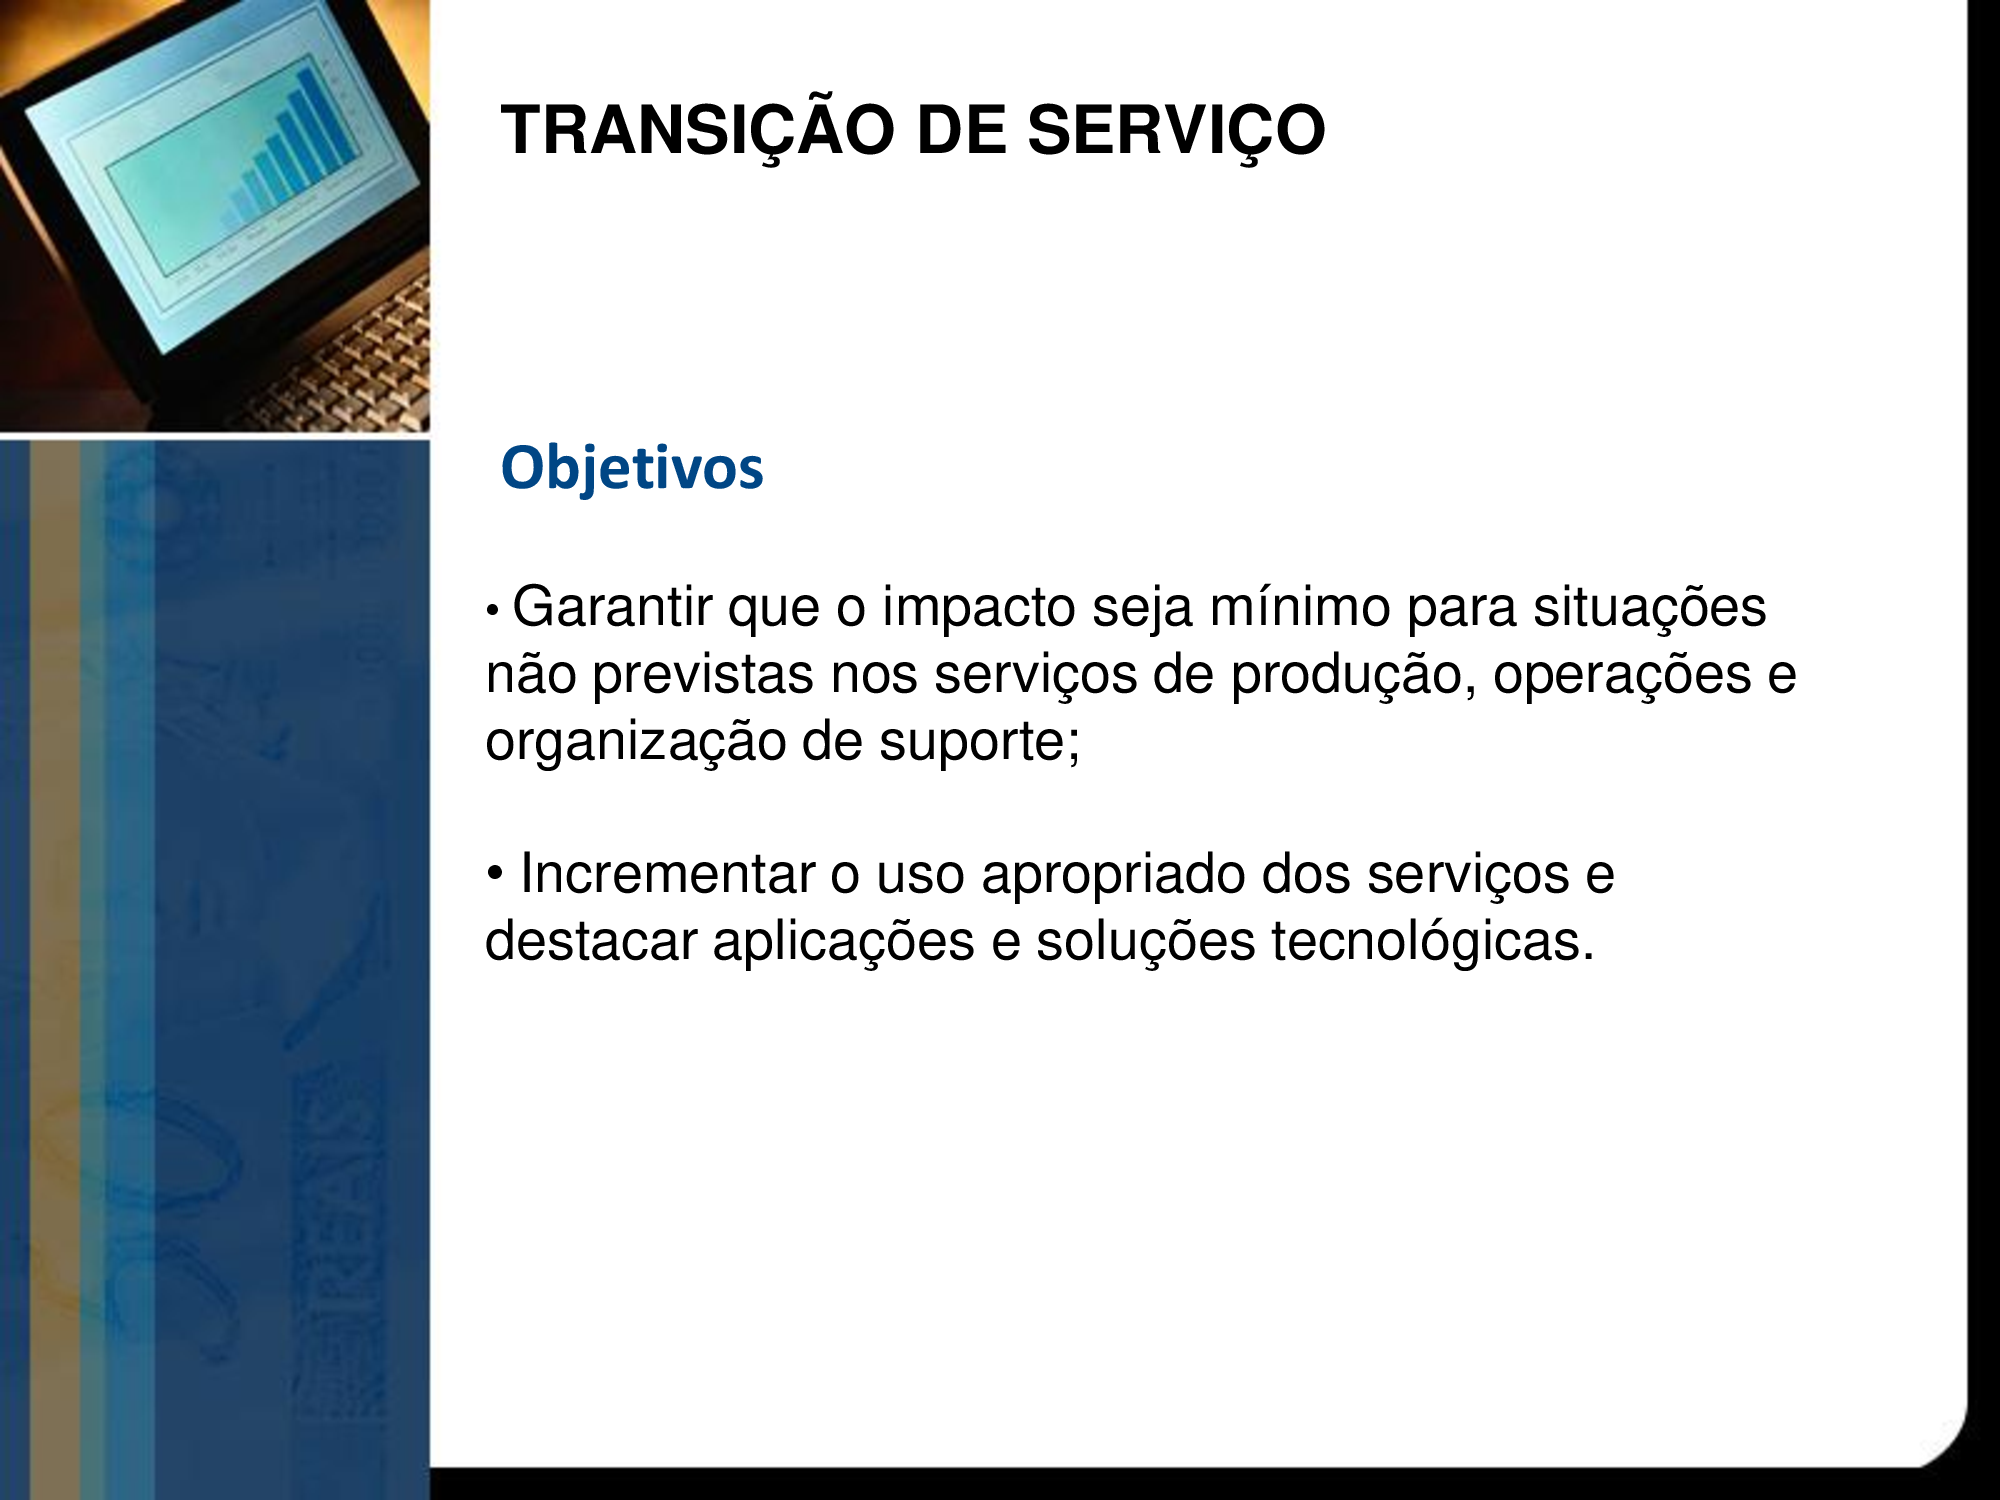 TRANSIÇÃO DE SERVIÇO
Objetivos
• Garantir que o impacto seja mínimo para situações
não previstas nos serviços de produção, operações e
organização de suporte;
• Incrementar o uso apropriado dos serviços e
destacar aplicações e soluções tecnológicas.
REAIS